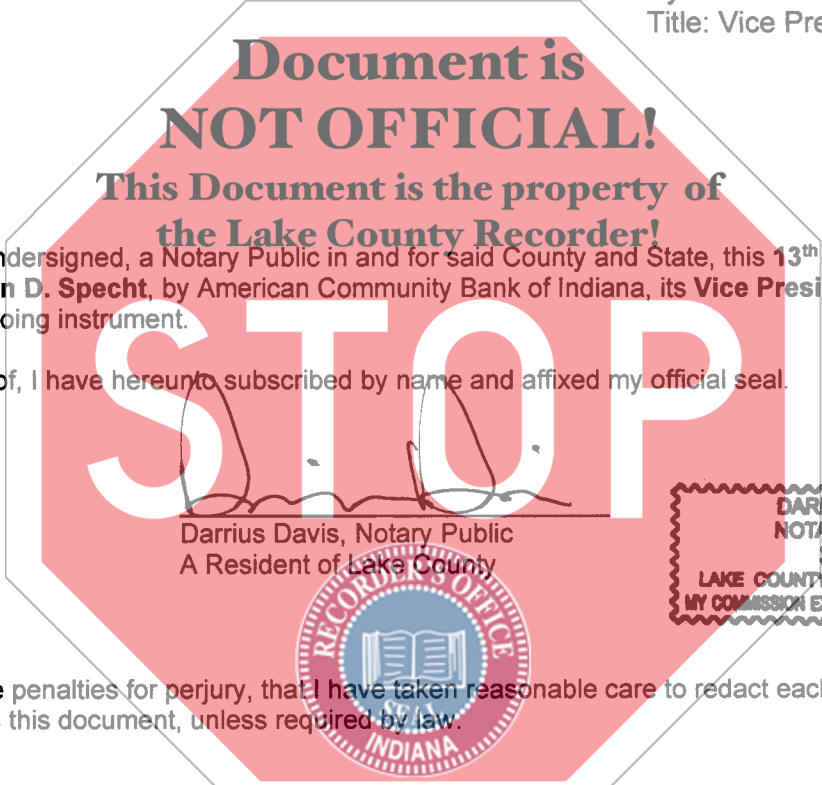 Title: Vice Pre
Document is
NOT OFFICIAL!
This Document is the property of
the Lake County Recorder!
ndersigned, a Notary Public in and for said County and State, this 13th
n D. Specht, by American Community Bank of Indiana, its Vice Presi
oing instrument.
of, I have hereunto subscribed by name and affixed my official seal.
STOP
Darrius Davis, Notary Public
A Resident of Lake County
DARR
NOTA
LAKE COUNTY
MY COMMISSION E
RECORDER'S OFFICE
SEAL
INDIANA
e penalties for perjury, that I have taken reasonable care to redact each
this document, unless required by law.